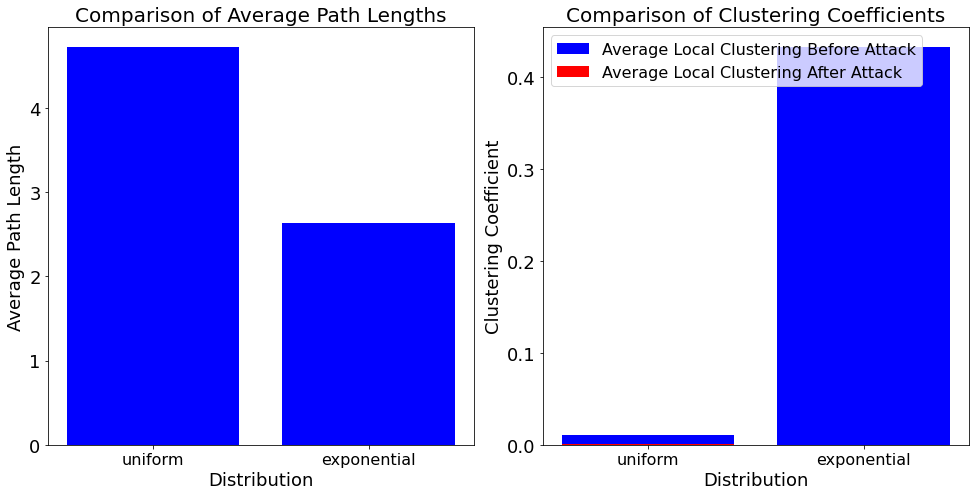 Comparison of Average Path Lengths
Average Path Length
4
3
2
1
0
uniform exponential
Distribution
Comparison of Clustering Coefficients
Average Local Clustering Before Attack
Average Local Clustering After Attack
Clustering Coefficient
0.4
0.3
0.2
0.1
0.0
uniform exponential
Distribution